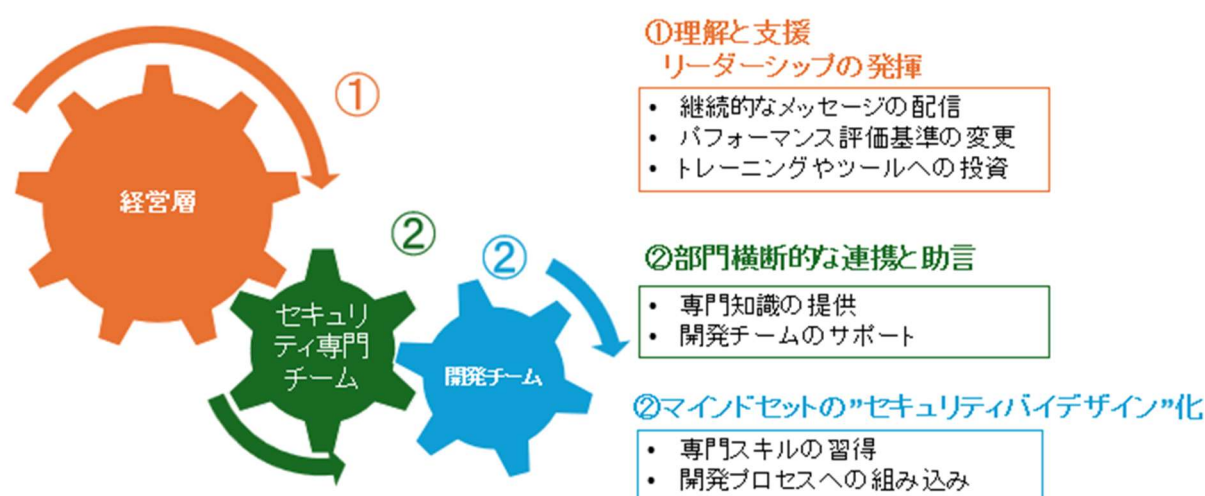 ①
経営層
②
セキュリ
ティ専門
チーム
②
開発チーム
①理解と支援
リーダーシップの発揮
• 継続的なメッセージの配信
• パフォーマンス評価基準の変更
• トレーニングやツールへの投資
②部門横断的な連携と助言
• 専門知識の提供
• 開発チームのサポート
②マインドセットの”セキュリティバイデザイン”化
• 専門スキルの習得
• 開発プロセスへの組み込み